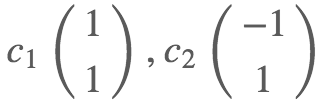 c₁ ( 1 ) , c₂ ( −1 )
( 1 ) ( 1 )